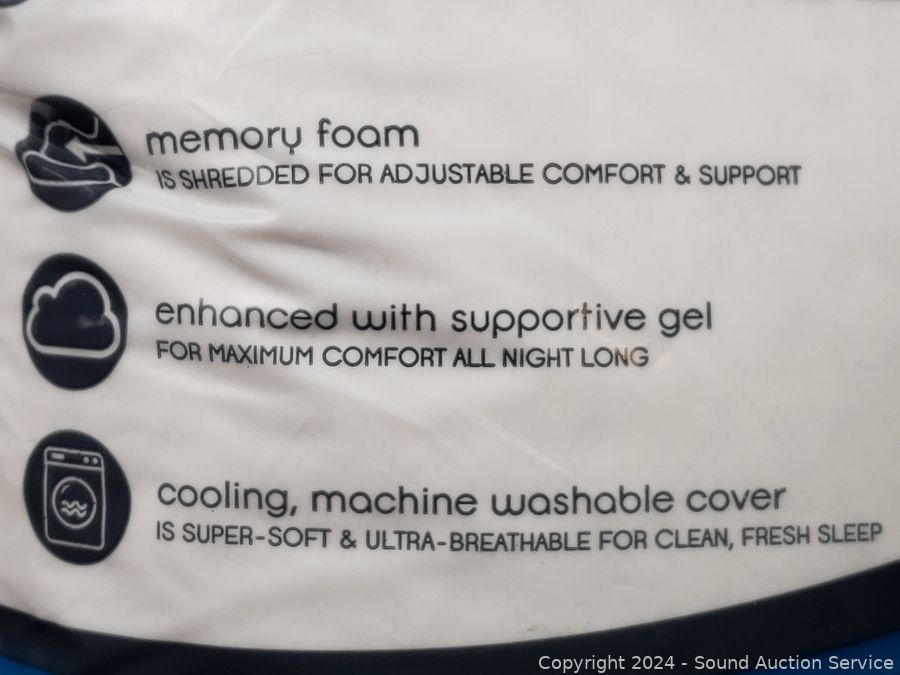 memory foam
IS SHREDDED FOR ADJUSTABLE COMFORT & SUPPORT
enhanced with supportive gel
FOR MAXIMUM COMFORT ALL NIGHT LONG
cooling, machine washable cover
IS SUPER-SOFT & ULTRA-BREATHABLE FOR CLEAN, FRESH SLEEP
Copyright 2024 - Sound Auction Service